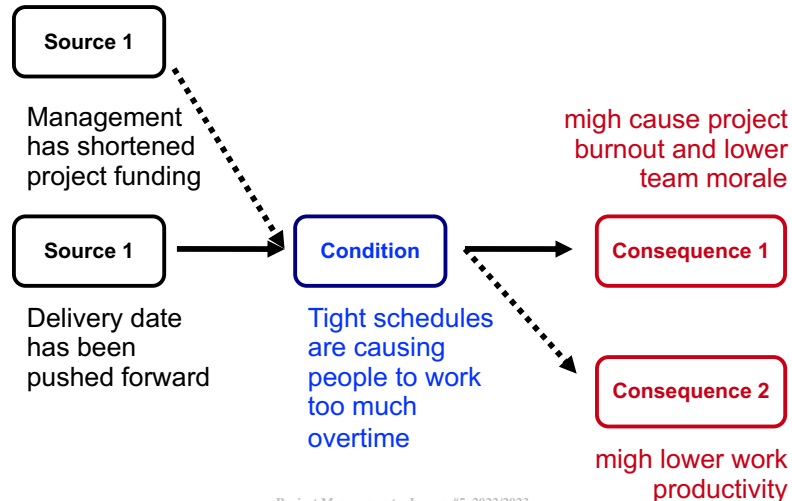 Source 1
Management
has shortened
project funding
migh cause project
burnout and lower
team morale
Source 1
Condition
Consequence 1
Delivery date
has been
pushed forward
Tight schedules
are causing
people to work
too much
overtime
Consequence 2
migh lower work
productivity